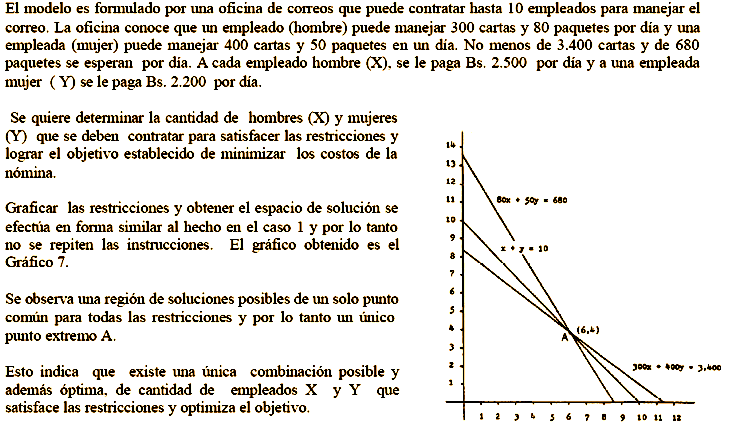 El modelo es formulado por una oficina de correos que puede contratar hasta 10 empleados para manejar el
correo. La oficina conoce que un empleado (hombre) puede manejar 300 cartas y 80 paquetes por día y una
empleada (mujer) puede manejar 400 cartas y 50 paquetes en un día. No menos de 3.400 cartas y de 680
paquetes se esperan por día. A cada empleado hombre (X), se le paga Bs. 2.500 por día y a una empleada
mujer ( Y) se le paga Bs. 2.200 por día.
Se quiere determinar la cantidad de hombres (X) y mujeres
(Y) que se deben contratar para satisfacer las restricciones y
lograr el objetivo establecido de minimizar los costos de la
nómina.
Graficar las restricciones y obtener el espacio de solución se
efectúa en forma similar al hecho en el caso 1 y por lo tanto
no se repiten las instrucciones. El gráfico obtenido es el
Gráfico 7.
Se observa una región de soluciones posibles de un solo punto
común para todas las restricciones y por lo tanto un único
punto extremo A.
Esto indica que existe una única combinación posible y
además óptima, de cantidad de empleados X y Y que
satisface las restricciones y optimiza el objetivo.
14
13
12
11
10
9
8
7
6
5
4
3
2
1
80x + 50y = 680
x + y = 10
(6,4)
A
300x + 400y = 3.400
1 2 3 4 5 6 7 8 9 10 11 12